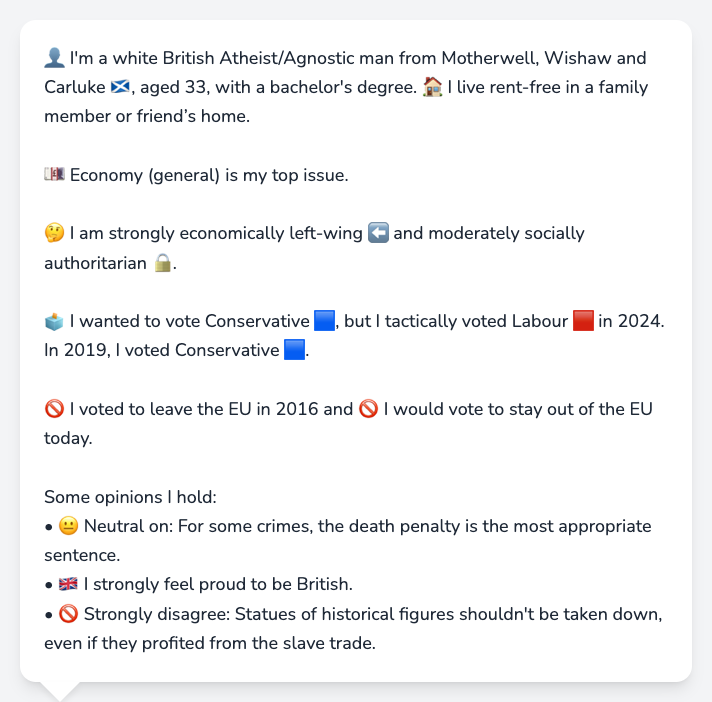 👤 I'm a white British Atheist/Agnostic man from Motherwell, Wishaw and
Carluke 🏴󠁧󠁢󠁳󠁣󠁴󠁿, aged 33, with a bachelor's degree. 🏠 I live rent-free in a family
member or friend’s home.
💷 Economy (general) is my top issue.
🤔 I am strongly economically left-wing ⬅️ and moderately socially
authoritarian 🔒.
🗳️ I wanted to vote Conservative 🟦, but I tactically voted Labour 🟥 in 2024.
In 2019, I voted Conservative 🟦.
🚫 I voted to leave the EU in 2016 and 🚫 I would vote to stay out of the EU
today.
Some opinions I hold:
• 😐 Neutral on: For some crimes, the death penalty is the most appropriate
sentence.
• 🇬🇧 I strongly feel proud to be British.
• 🚫 Strongly disagree: Statues of historical figures shouldn't be taken down,
even if they profited from the slave trade.